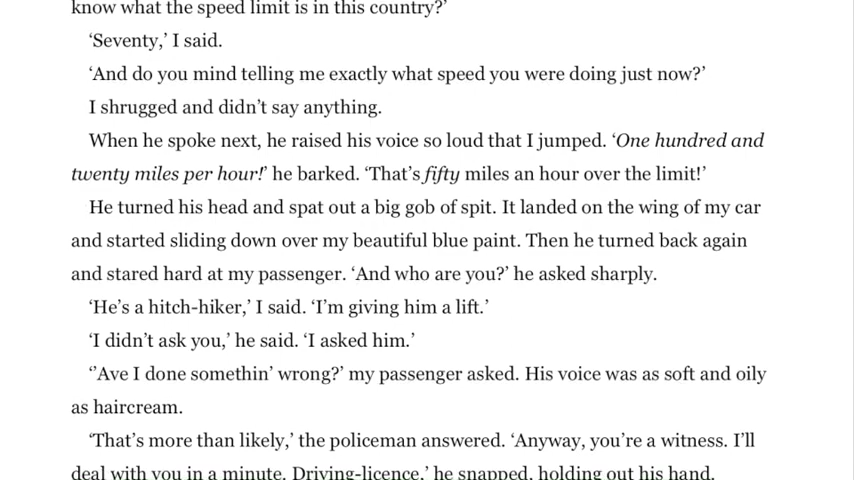 know what the speed limit is in this country?’
‘Seventy,’ I said.
‘And do you mind telling me exactly what speed you were doing just now?’
I shrugged and didn’t say anything.
When he spoke next, he raised his voice so loud that I jumped. ‘One hundred and
twenty miles per hour!’ he barked. ‘That’s fifty miles an hour over the limit!’
He turned his head and spat out a big gob of spit. It landed on the wing of my car
and started sliding down over my beautiful blue paint. Then he turned back again
and stared hard at my passenger. ‘And who are you?’ he asked sharply.
‘He’s a hitch-hiker,’ I said. ‘I’m giving him a lift.’
‘I didn’t ask you,’ he said. ‘I asked him.’
‘’Ave I done somethin’ wrong?’ my passenger asked. His voice was as soft and oily
as haircream.
‘That’s more than likely,’ the policeman answered. ‘Anyway, you’re a witness. I’ll
deal with you in a minute. Driving-licence,’ he snapped, holding out his hand.